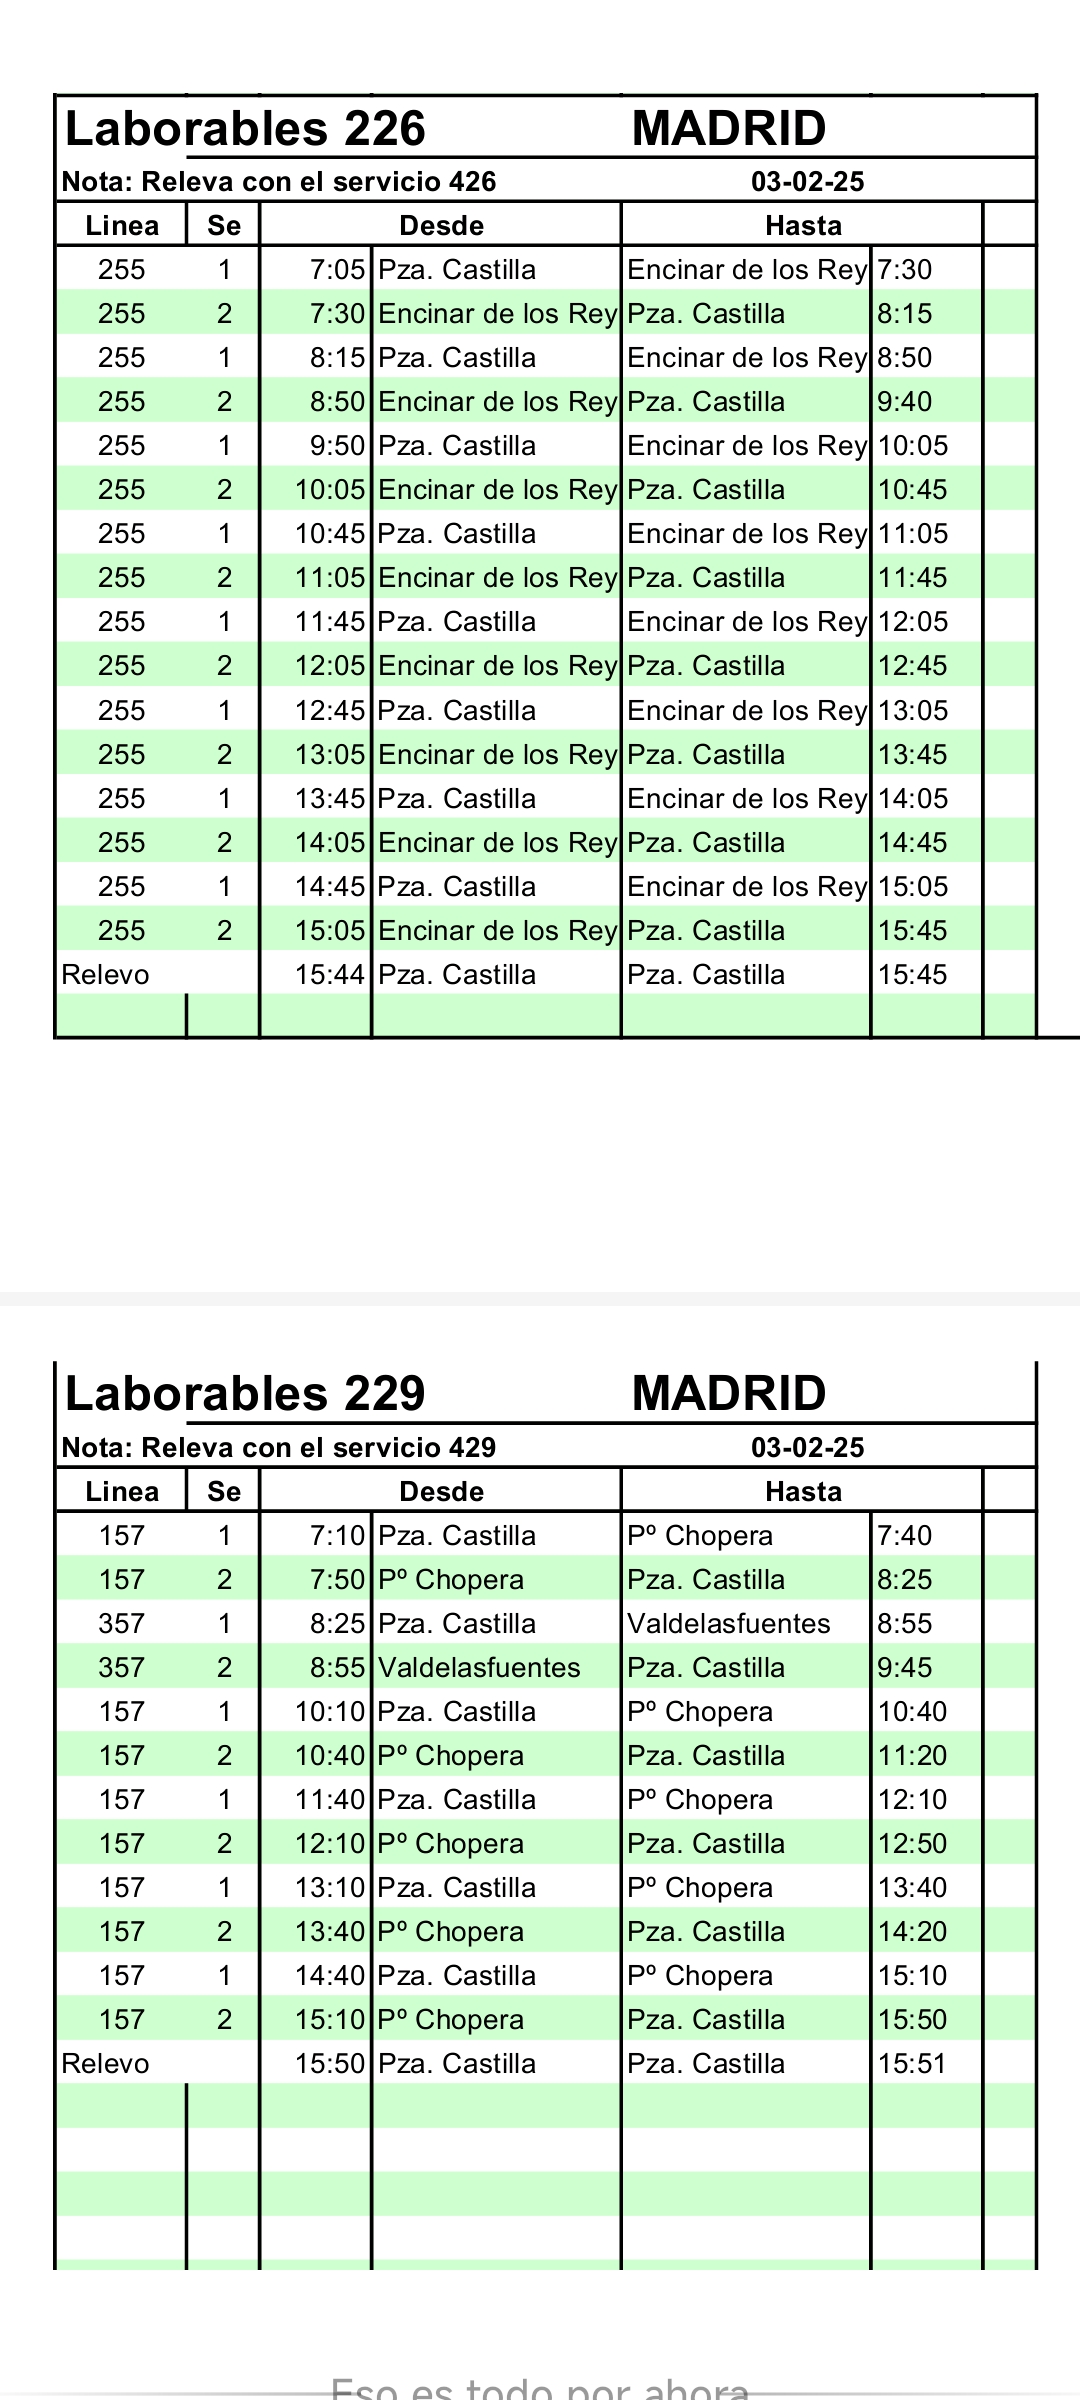 Laborables 226 MADRID
Nota: Releva con el servicio 426 03-02-25
Linea Se Desde Hasta
255 1 7:05 Pza. Castilla Encinar de los Rey 7:30
255 2 7:30 Encinar de los Rey Pza. Castilla 8:15
255 1 8:15 Pza. Castilla Encinar de los Rey 8:50
255 2 8:50 Encinar de los Rey Pza. Castilla 9:40
255 1 9:50 Pza. Castilla Encinar de los Rey 10:05
255 2 10:05 Encinar de los Rey Pza. Castilla 10:45
255 1 10:45 Pza. Castilla Encinar de los Rey 11:05
255 2 11:05 Encinar de los Rey Pza. Castilla 11:45
255 1 11:45 Pza. Castilla Encinar de los Rey 12:05
255 2 12:05 Encinar de los Rey Pza. Castilla 12:45
255 1 12:45 Pza. Castilla Encinar de los Rey 13:05
255 2 13:05 Encinar de los Rey Pza. Castilla 13:45
255 1 13:45 Pza. Castilla Encinar de los Rey 14:05
255 2 14:05 Encinar de los Rey Pza. Castilla 14:45
255 1 14:45 Pza. Castilla Encinar de los Rey 15:05
255 2 15:05 Encinar de los Rey Pza. Castilla 15:45
Relevo 15:44 Pza. Castilla Pza. Castilla 15:45
Laborables 229 MADRID
Nota: Releva con el servicio 429 03-02-25
Linea Se Desde Hasta
157 1 7:10 Pza. Castilla Pº Chopera 7:40
157 2 7:50 Pº Chopera Pza. Castilla 8:25
357 1 8:25 Pza. Castilla Valdelasfuentes 8:55
357 2 8:55 Valdelasfuentes Pza. Castilla 9:45
157 1 10:10 Pza. Castilla Pº Chopera 10:40
157 2 10:40 Pº Chopera Pza. Castilla 11:20
157 1 11:40 Pza. Castilla Pº Chopera 12:10
157 2 12:10 Pº Chopera Pza. Castilla 12:50
157 1 13:10 Pza. Castilla Pº Chopera 13:40
157 2 13:40 Pº Chopera Pza. Castilla 14:20
157 1 14:40 Pza. Castilla Pº Chopera 15:10
157 2 15:10 Pº Chopera Pza. Castilla 15:50
Relevo 15:50 Pza. Castilla Pza. Castilla 15:51
Eso es todo por ahora